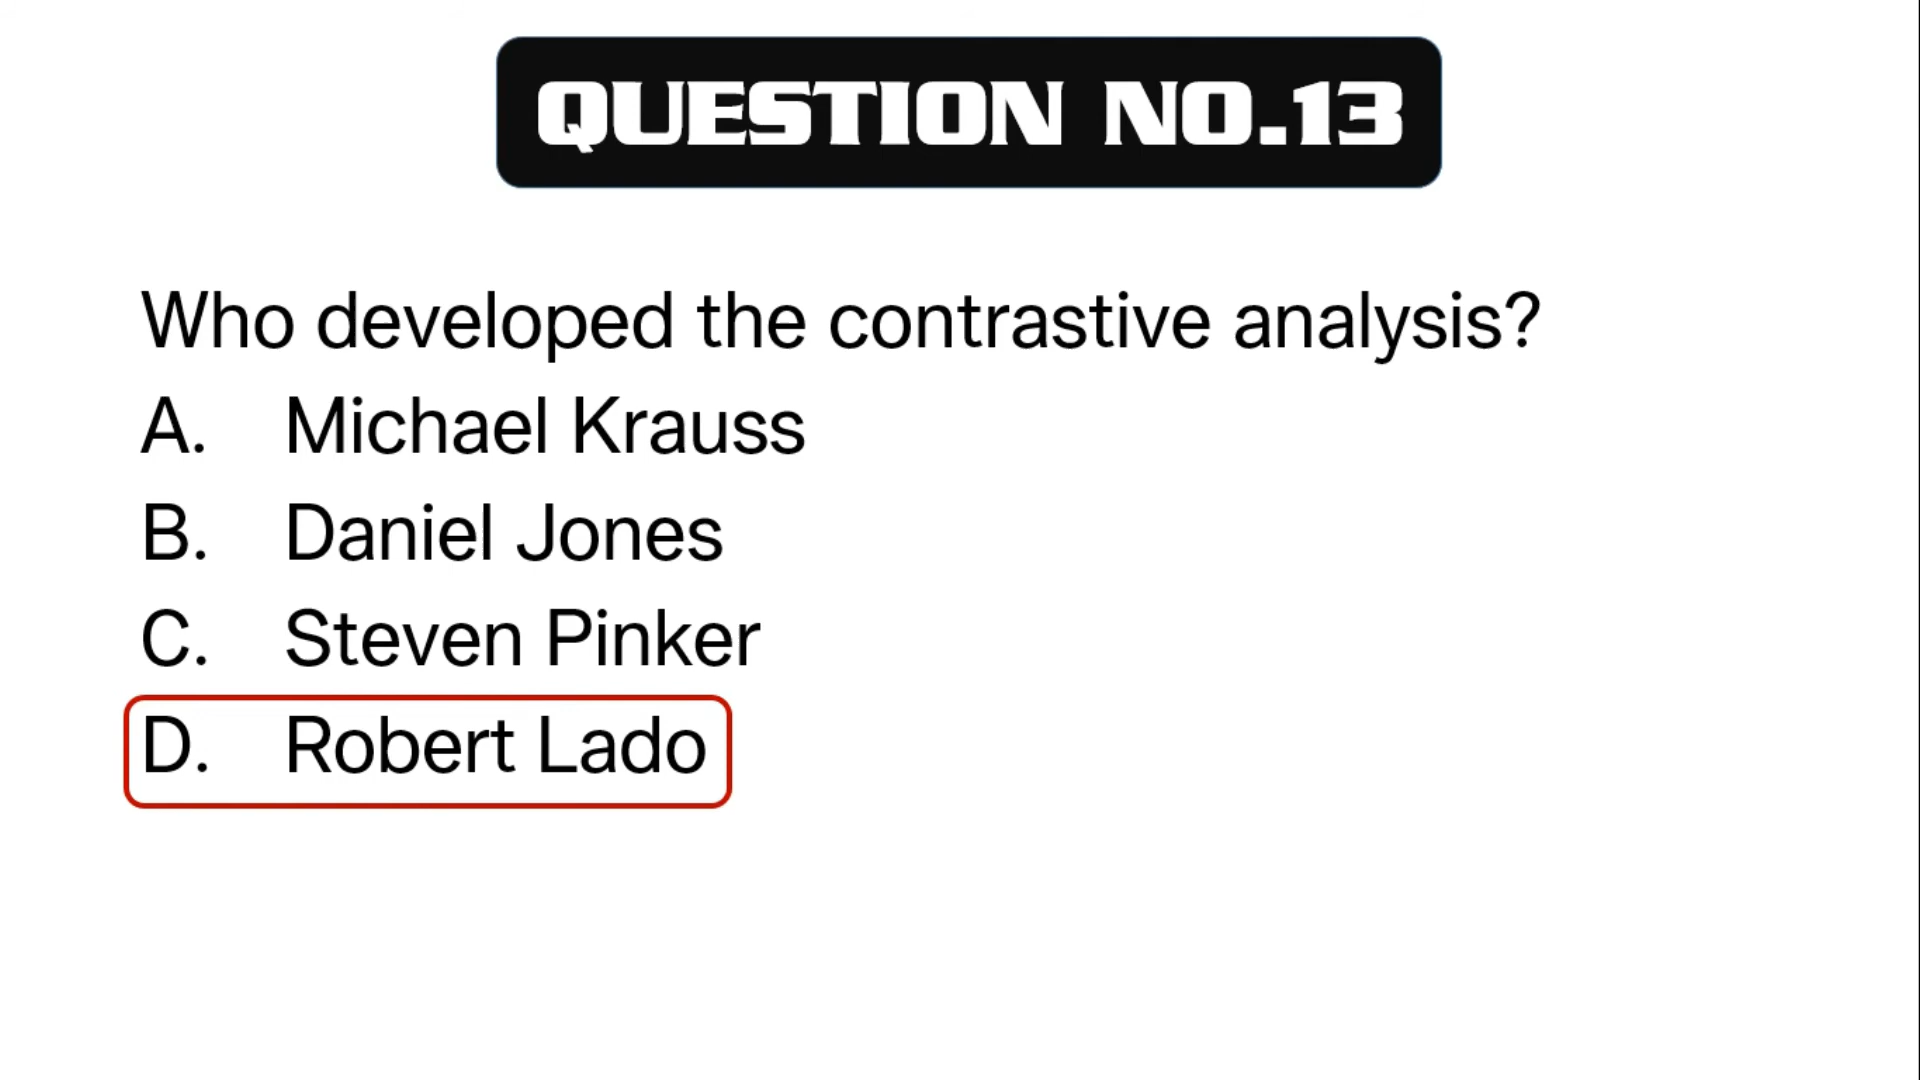 QUESTION NO.13
Who developed the contrastive analysis?
A. Michael Krauss
B. Daniel Jones
C. Steven Pinker
D. Robert Lado